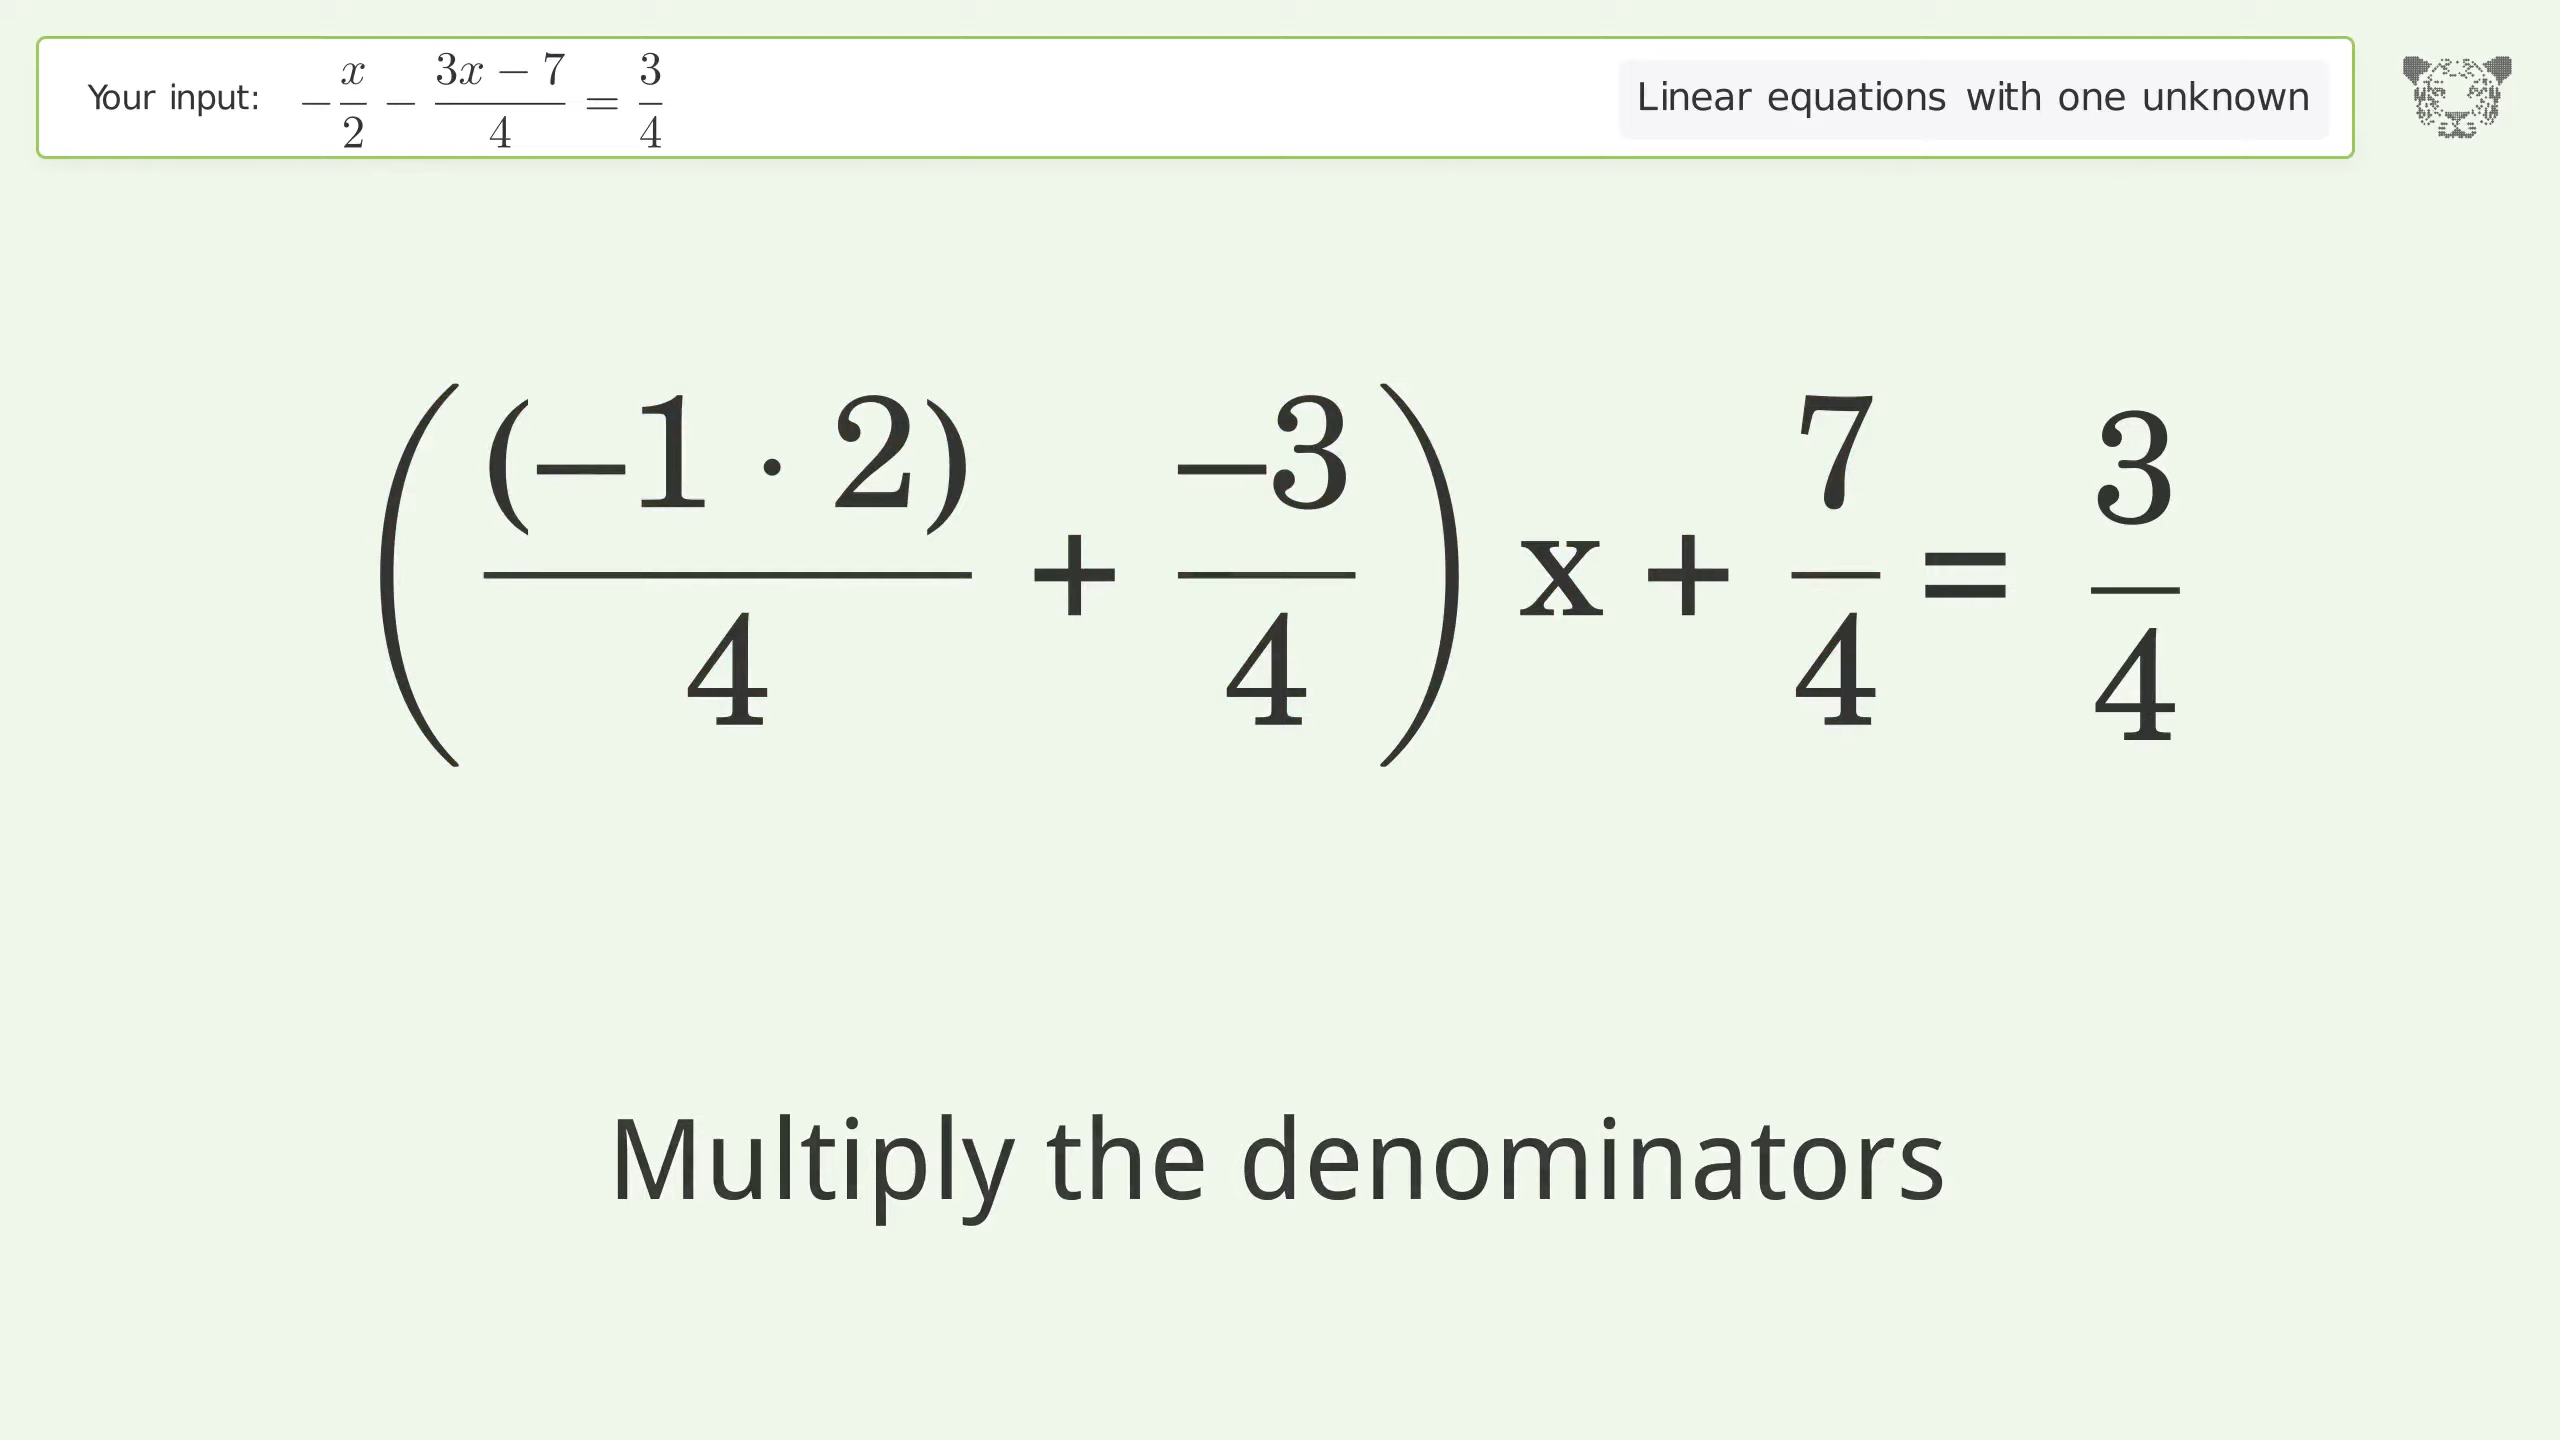 Your input: −x/2 − (3x − 7)/4 = 3/4
Linear equations with one unknown
((−1 · 2)/4 + −3/4) x + 7/4 = 3/4
Multiply the denominators